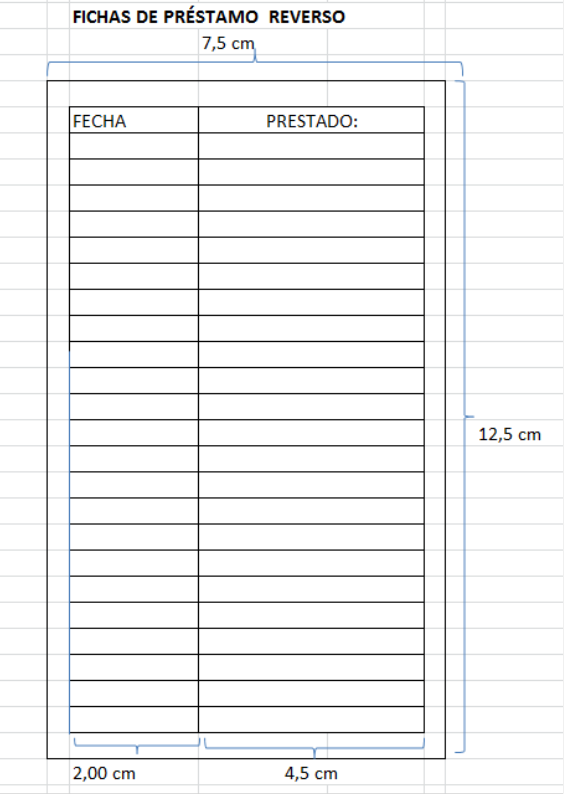 FICHAS DE PRÉSTAMO  REVERSO
7,5 cm
FECHA PRESTADO:
12,5 cm
2,00 cm 4,5 cm